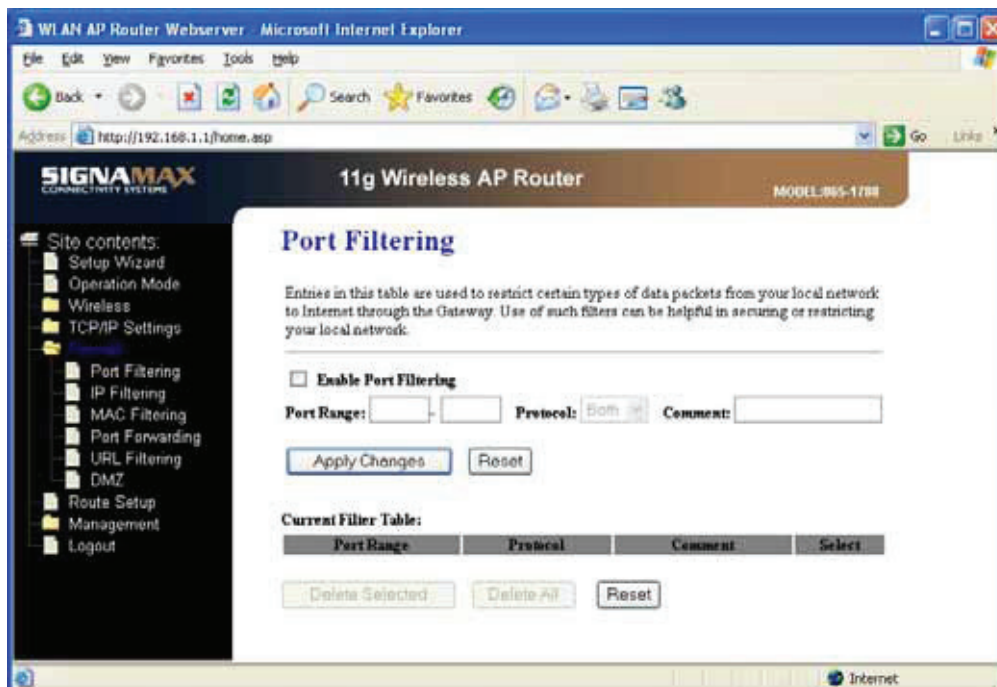 WLAN AP Router Webserver Microsoft Internet Explorer
File Edit View Favorites Tools Help
Back Search Favorites
Address http://192.168.1.1/home.asp Go Links
SIGNAMAX
CONNECTIVITY SYSTEMS
11g Wireless AP Router
MODEL:065-1788
Site contents:
Setup Wizard
Operation Mode
Wireless
TCP/IP Settings
Firewall
Port Filtering
IP Filtering
MAC Filtering
Port Forwarding
URL Filtering
DMZ
Route Setup
Management
Logout
Port Filtering
Entries in this table are used to restrict certain types of data packets from your local network
to Internet through the Gateway. Use of such filters can be helpful in securing or restricting
your local network.
Enable Port Filtering
Port Range: - Protocol: Both Comment:
Apply Changes Reset
Current Filter Table:
Port Range Protocol Comment Select
Delete Selected Delete All Reset
Internet